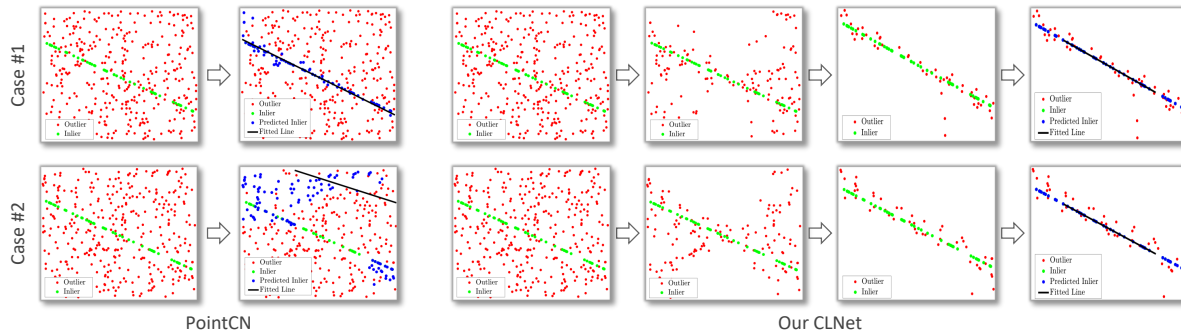 Case #1
Outlier
Inlier
Outlier
Inlier
Predicted Inlier
Fitted Line
Outlier
Inlier
Outlier
Inlier
Outlier
Inlier
Outlier
Inlier
Predicted Inlier
Fitted Line
Case #2
Outlier
Inlier
Outlier
Inlier
Predicted Inlier
Fitted Line
Outlier
Inlier
Outlier
Inlier
Outlier
Inlier
Outlier
Inlier
Predicted Inlier
Fitted Line
PointCN
Our CLNet